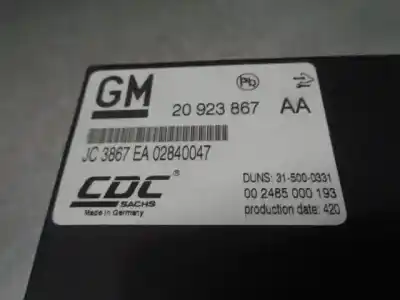 GM
Pb
20 923 867 AA
JC 3867 EA 02840047
CDC®
SACHS
Made in Germany
DUNS: 31-500-0331
00 2485 000 193
production date: 420